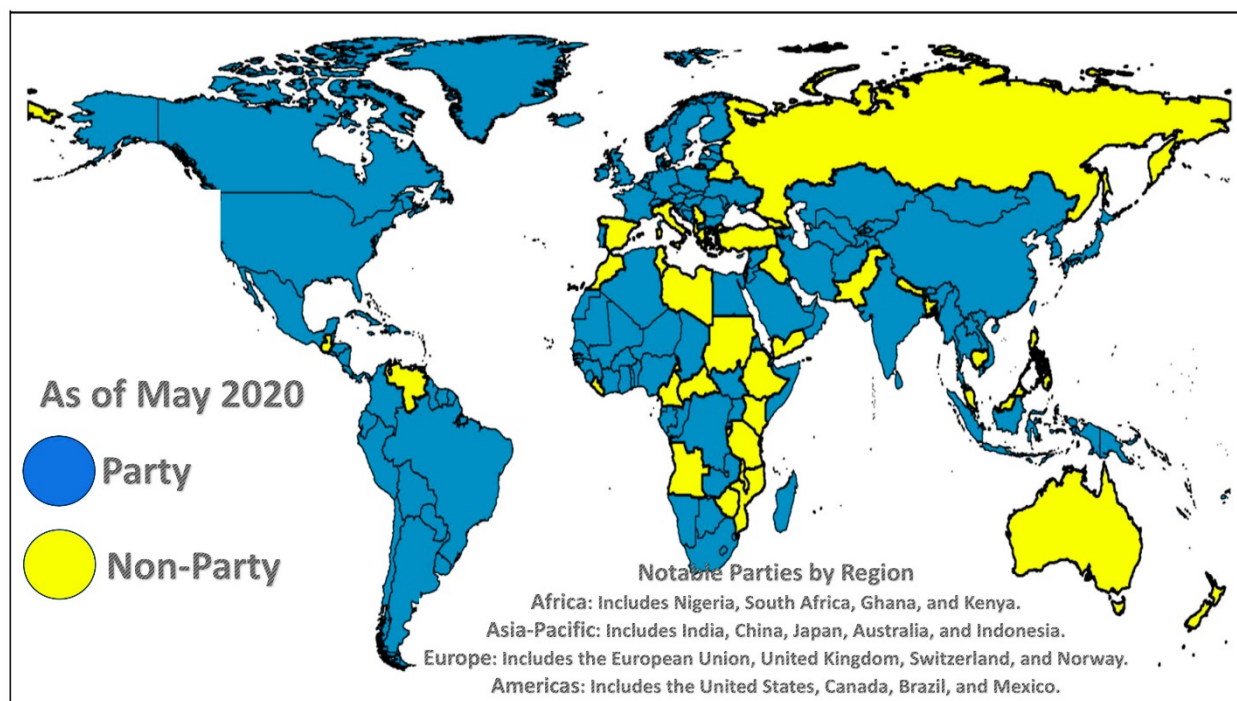 As of May 2020
Party
Non-Party
Notable Parties by Region
Africa: Includes Nigeria, South Africa, Ghana, and Kenya.
Asia-Pacific: Includes India, China, Japan, Australia, and Indonesia.
Europe: Includes the European Union, United Kingdom, Switzerland, and Norway.
Americas: Includes the United States, Canada, Brazil, and Mexico.